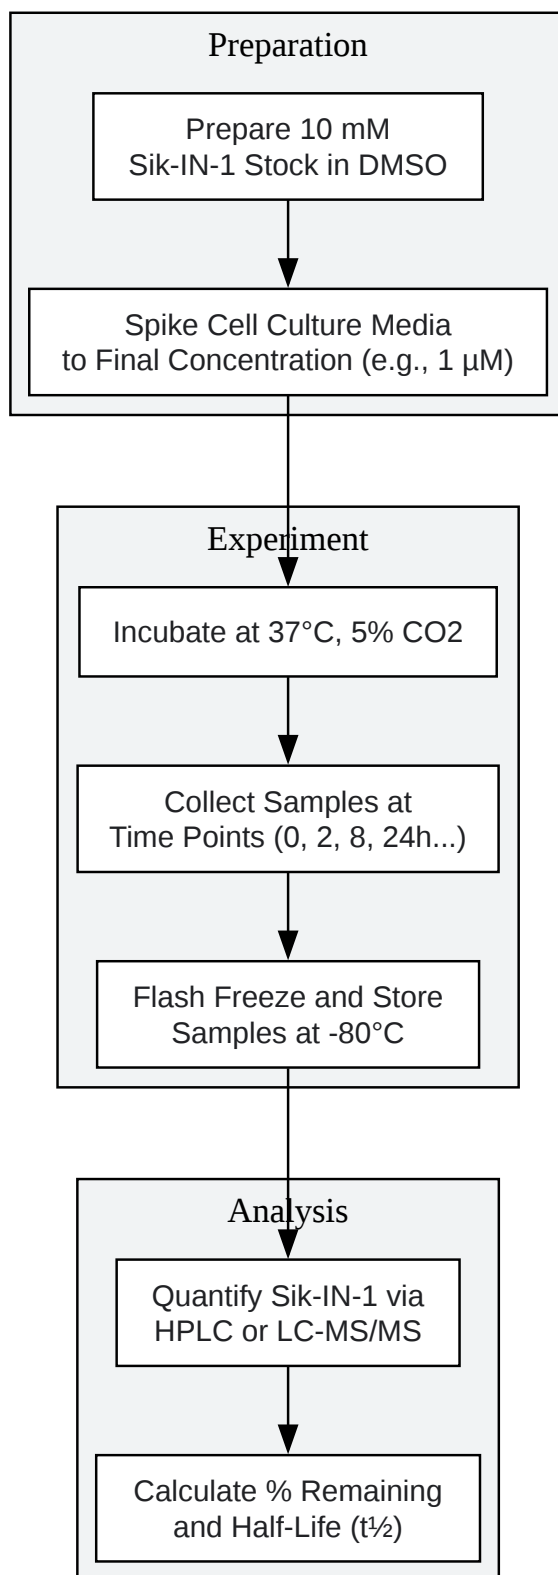 Preparation
Prepare 10 mM
Sik-IN-1 Stock in DMSO
Spike Cell Culture Media
to Final Concentration (e.g., 1 µM)
Experiment
Incubate at 37°C, 5% CO2
Collect Samples at
Time Points (0, 2, 8, 24h...)
Flash Freeze and Store
Samples at -80°C
Analysis
Quantify Sik-IN-1 via
HPLC or LC-MS/MS
Calculate % Remaining
and Half-Life (t½)